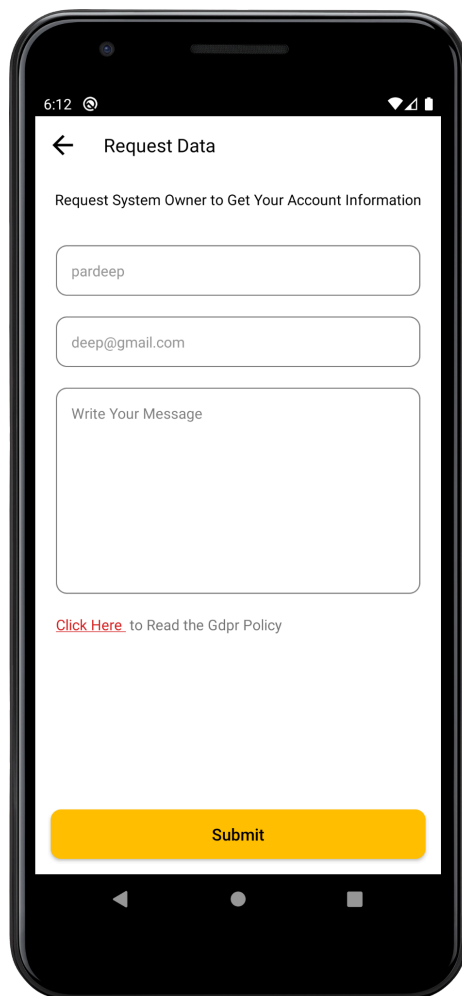 6:12
Request Data
Request System Owner to Get Your Account Information
pardeep
deep@gmail.com
Write Your Message
Click Here to Read the Gdpr Policy
Submit